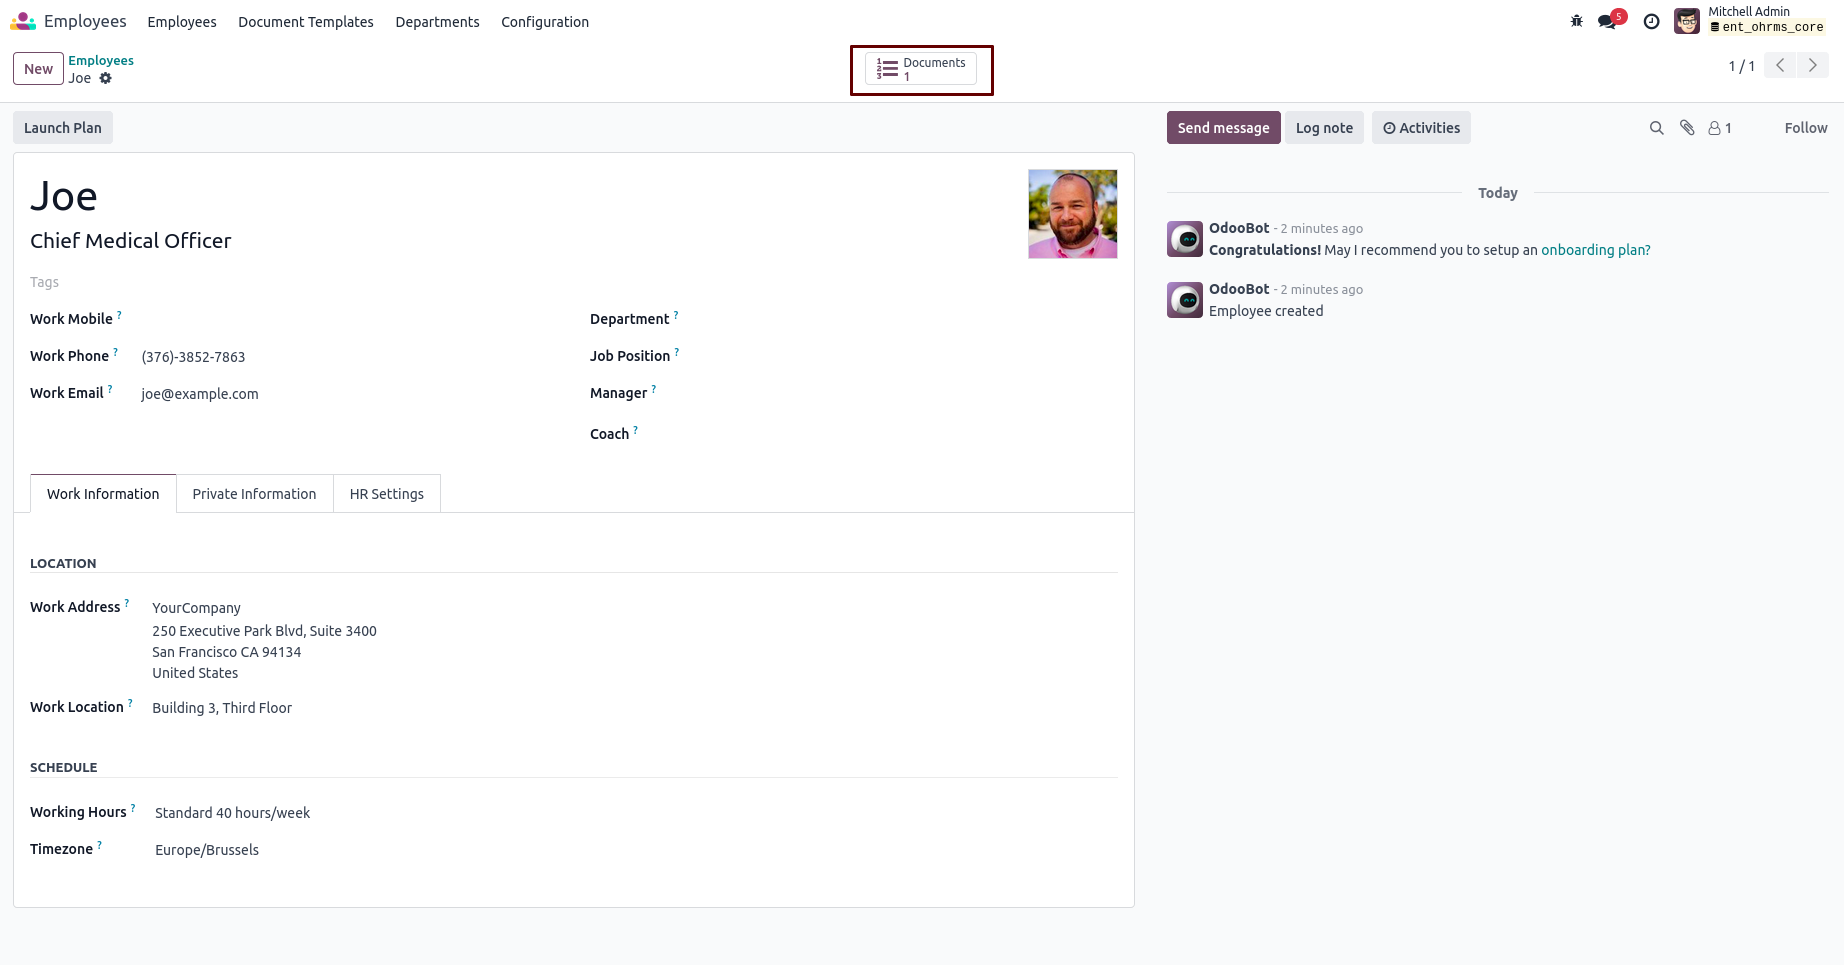 Employees
Employees
Document Templates
Departments
Configuration
5
Mitchell Admin
ent_ohrms_core
New
Employees
Joe
Documents
1
1 / 1
Launch Plan
Send message
Log note
Activities
1
Follow
Joe
Chief Medical Officer
Tags
Work Mobile ?
Work Phone ? (376)-3852-7863
Work Email ? joe@example.com
Department ?
Job Position ?
Manager ?
Coach ?
Work Information
Private Information
HR Settings
LOCATION
Work Address ? YourCompany
250 Executive Park Blvd, Suite 3400
San Francisco CA 94134
United States
Work Location ? Building 3, Third Floor
SCHEDULE
Working Hours ? Standard 40 hours/week
Timezone ? Europe/Brussels
Today
OdooBot - 2 minutes ago
Congratulations! May I recommend you to setup an onboarding plan?
OdooBot - 2 minutes ago
Employee created